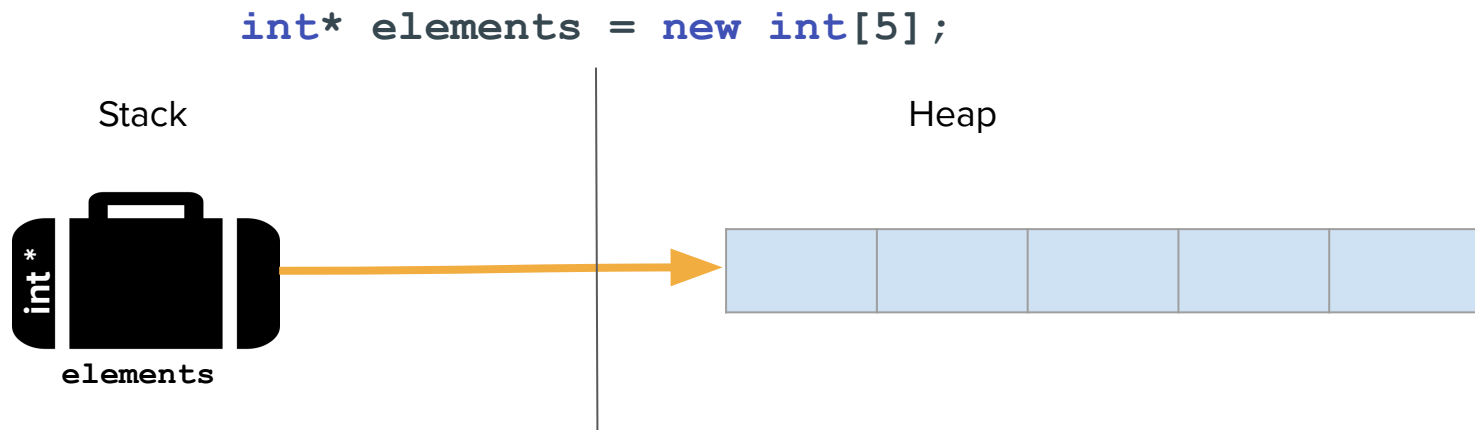 int* elements = new int[5];
Stack
Heap
int *
elements